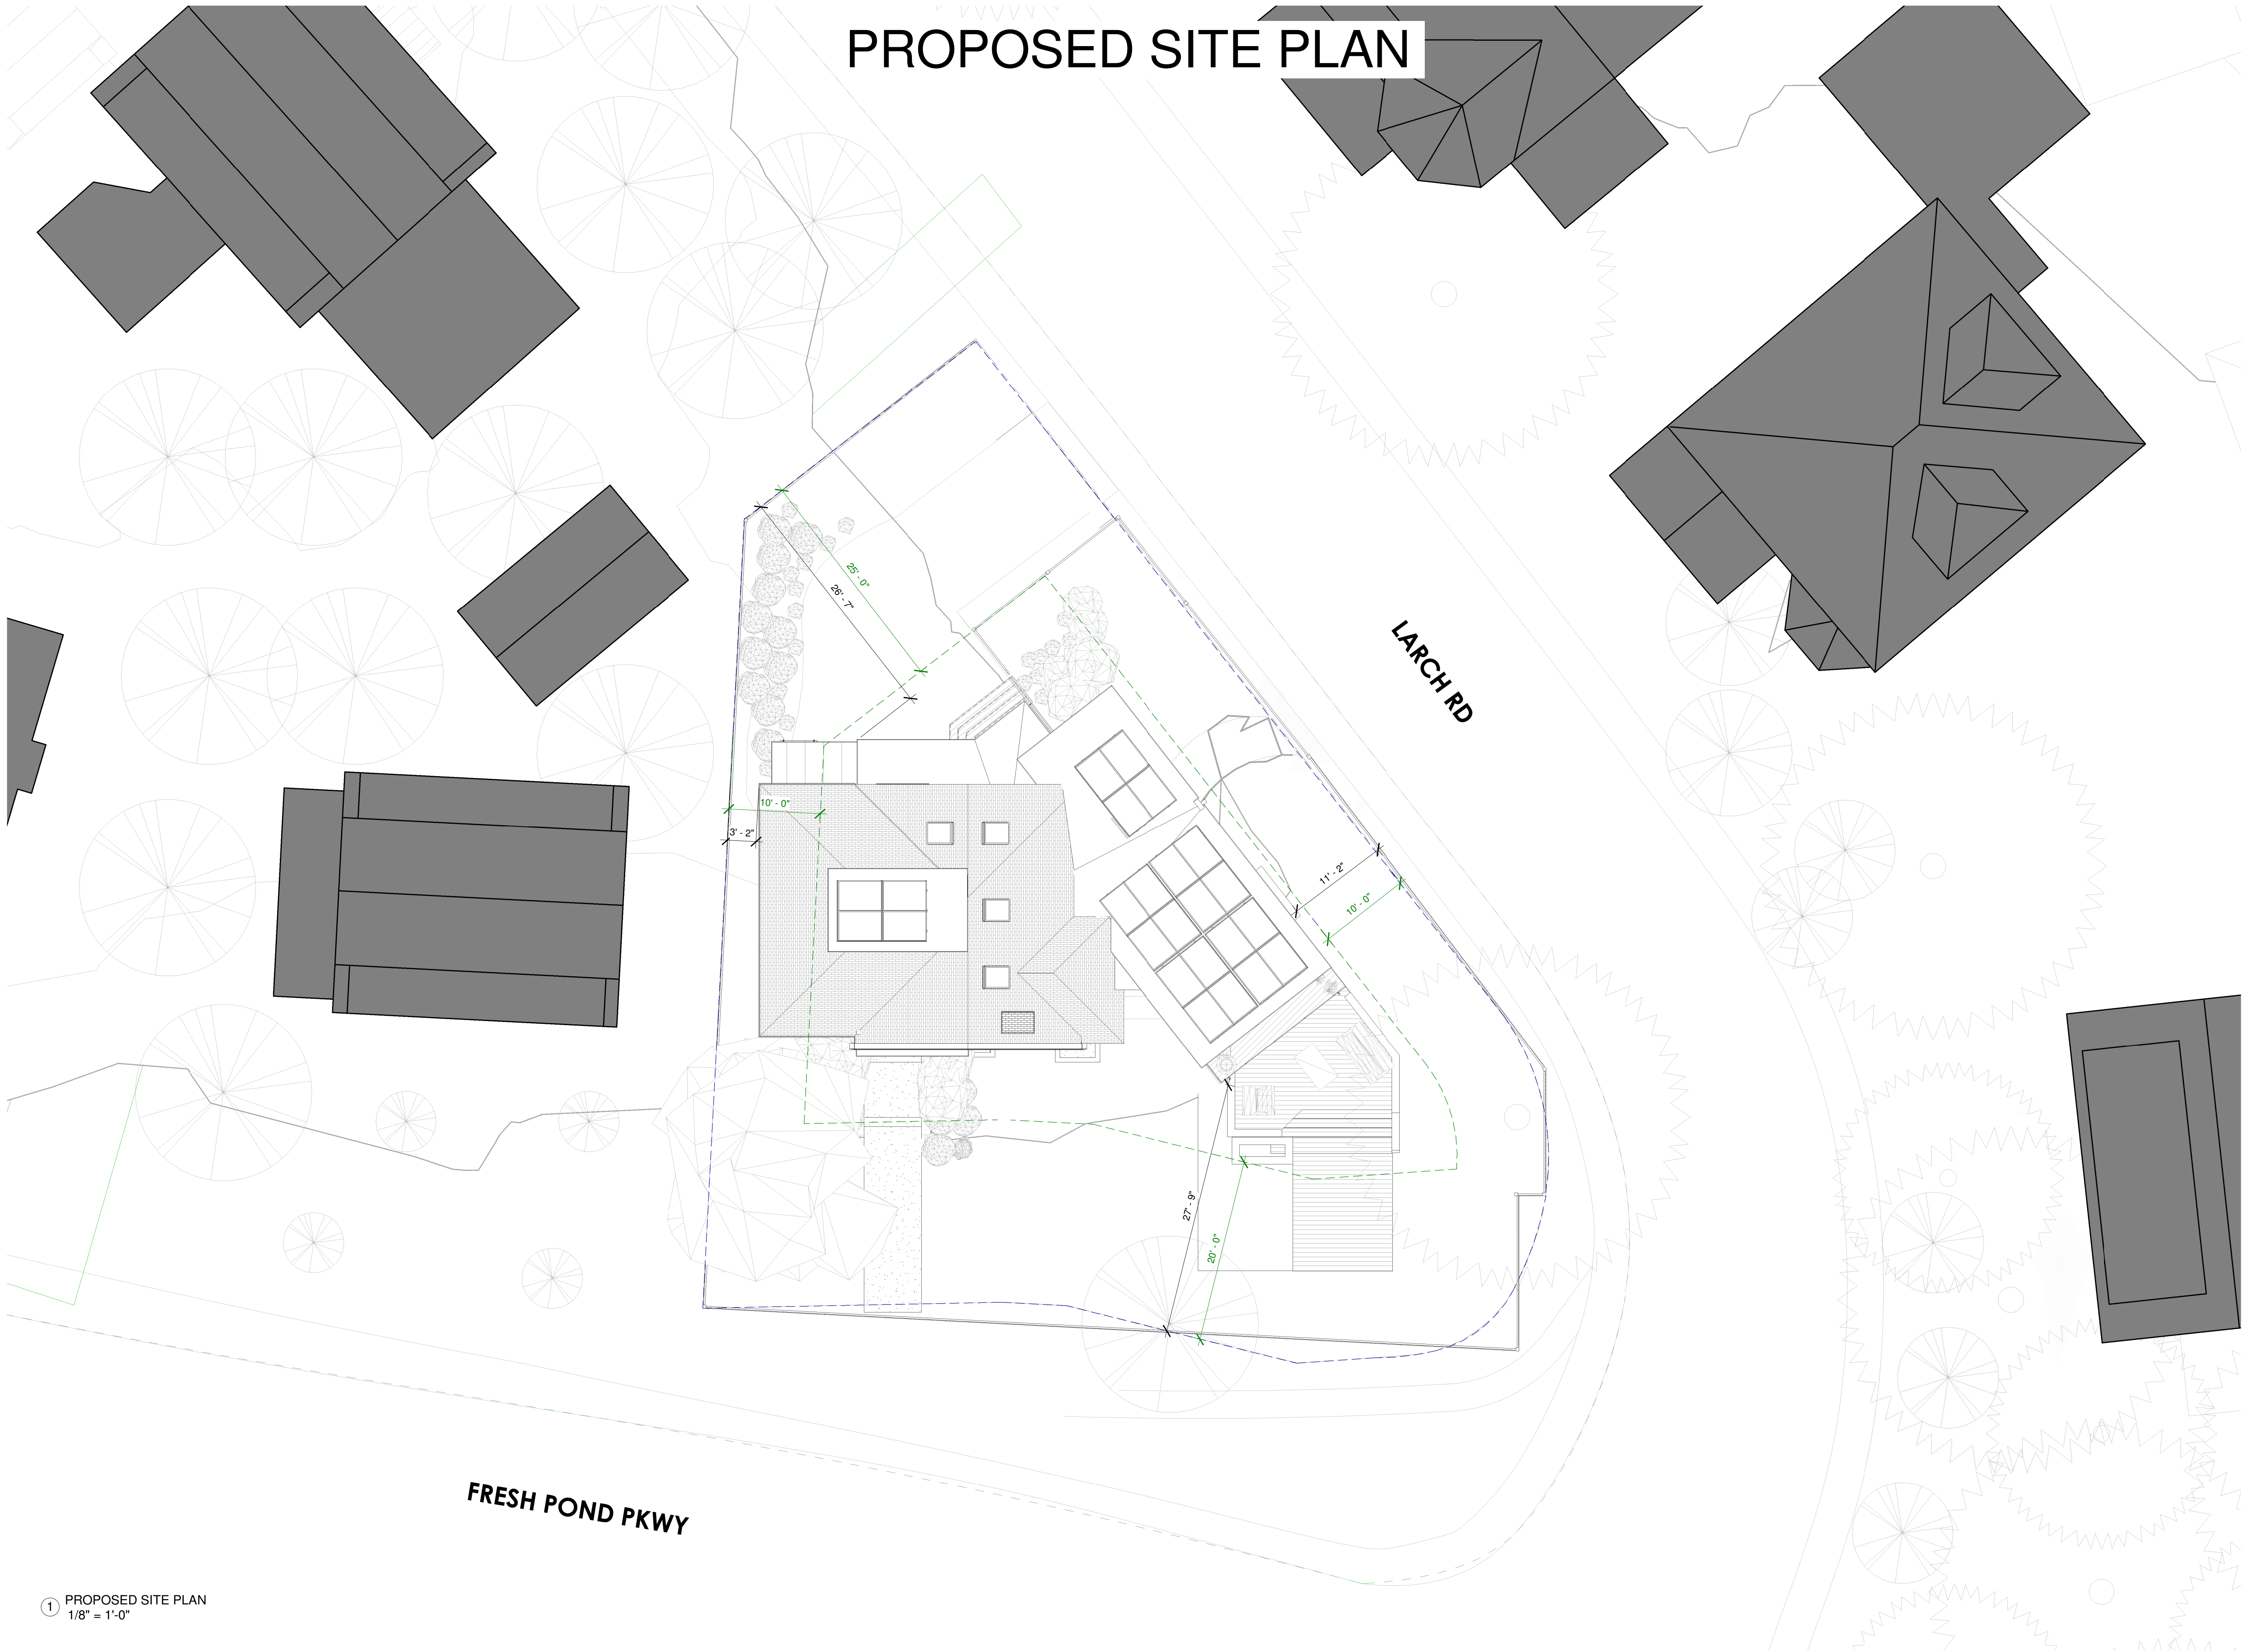 PROPOSED SITE PLAN
25' - 0"
26' - 7"
LARCH RD
10' - 0"
3' - 2"
11' - 2"
10' - 0"
27' - 9"
20' - 0"
FRESH POND PKWY
1 PROPOSED SITE PLAN
1/8" = 1'-0"